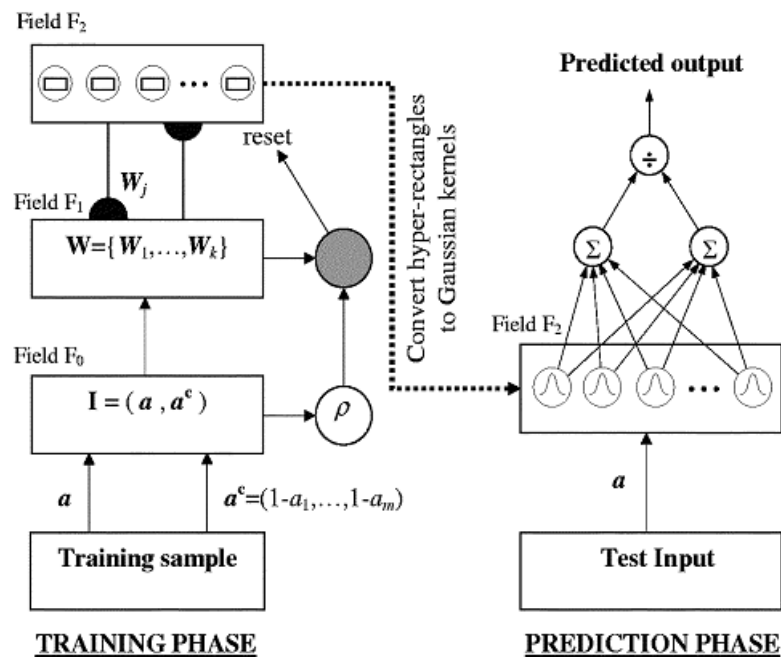 Field F₂
reset
Wⱼ
Field F₁
W={W₁,…,Wₖ}
Field F₀
I = (a , aᶜ )
ρ
a
aᶜ=(1-a₁,…,1-aₘ)
Training sample
TRAINING PHASE
Convert hyper-rectangles
to Gaussian kernels
Predicted output
÷
Σ
Σ
Field F₂
a
Test Input
PREDICTION PHASE